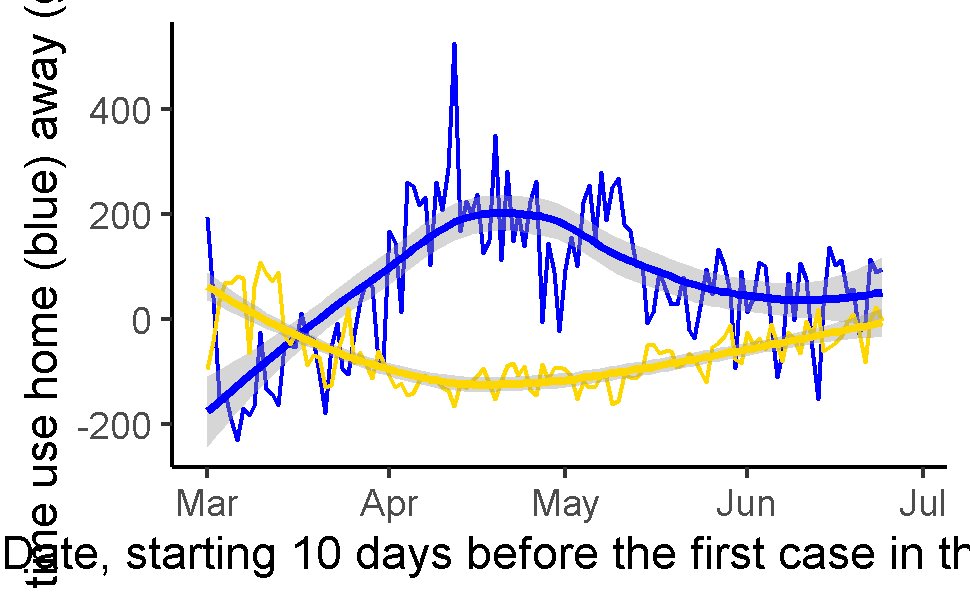 time use home (blue) away (
400
200
0
-200
Mar Apr May Jun Jul
Date, starting 10 days before the first case in th